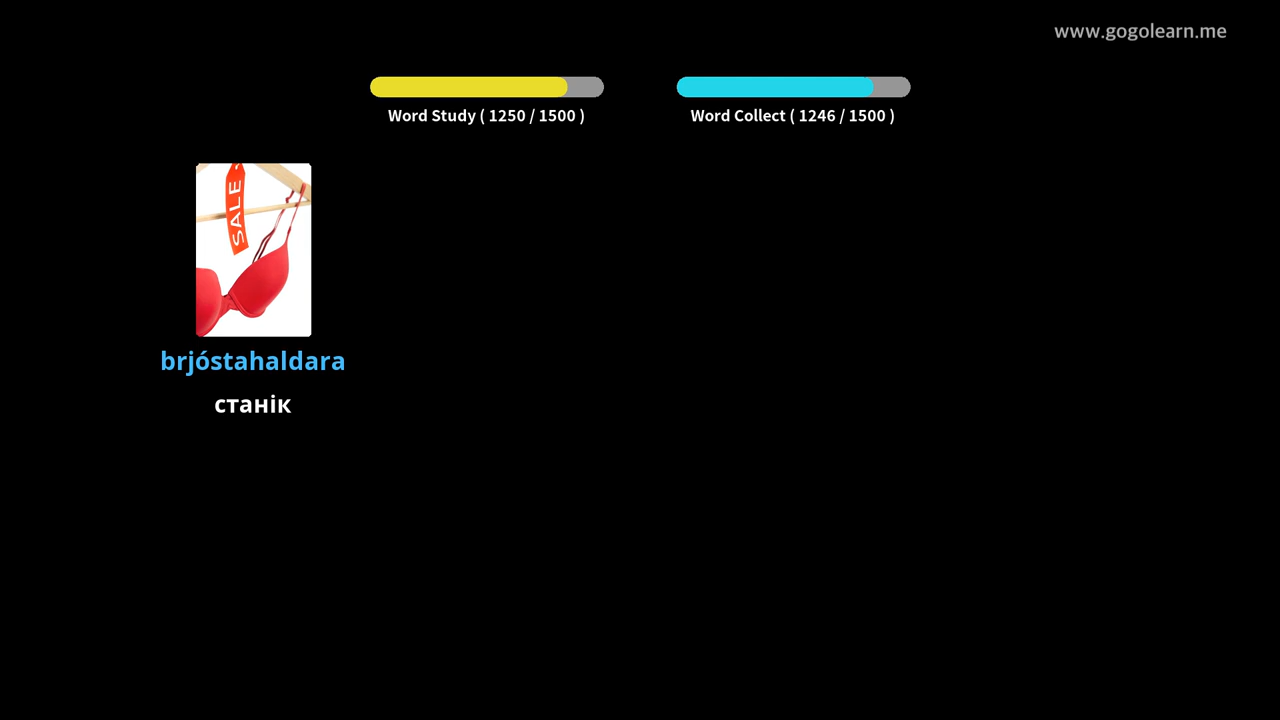 www.gogolearn.me
Word Study ( 1250 / 1500 )
Word Collect ( 1246 / 1500 )
SALE
brjóstahaldara
станік